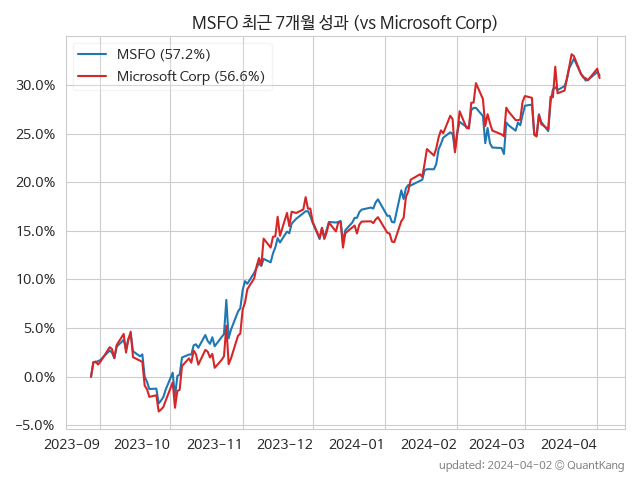 MSFO 최근 7개월 성과 (vs Microsoft Corp)
MSFO (57.2%)
Microsoft Corp (56.6%)
30.0%
25.0%
20.0%
15.0%
10.0%
5.0%
0.0%
−5.0%
2023-09 2023-10 2023-11 2023-12 2024-01 2024-02 2024-03 2024-04
updated: 2024-04-02 © QuantKang